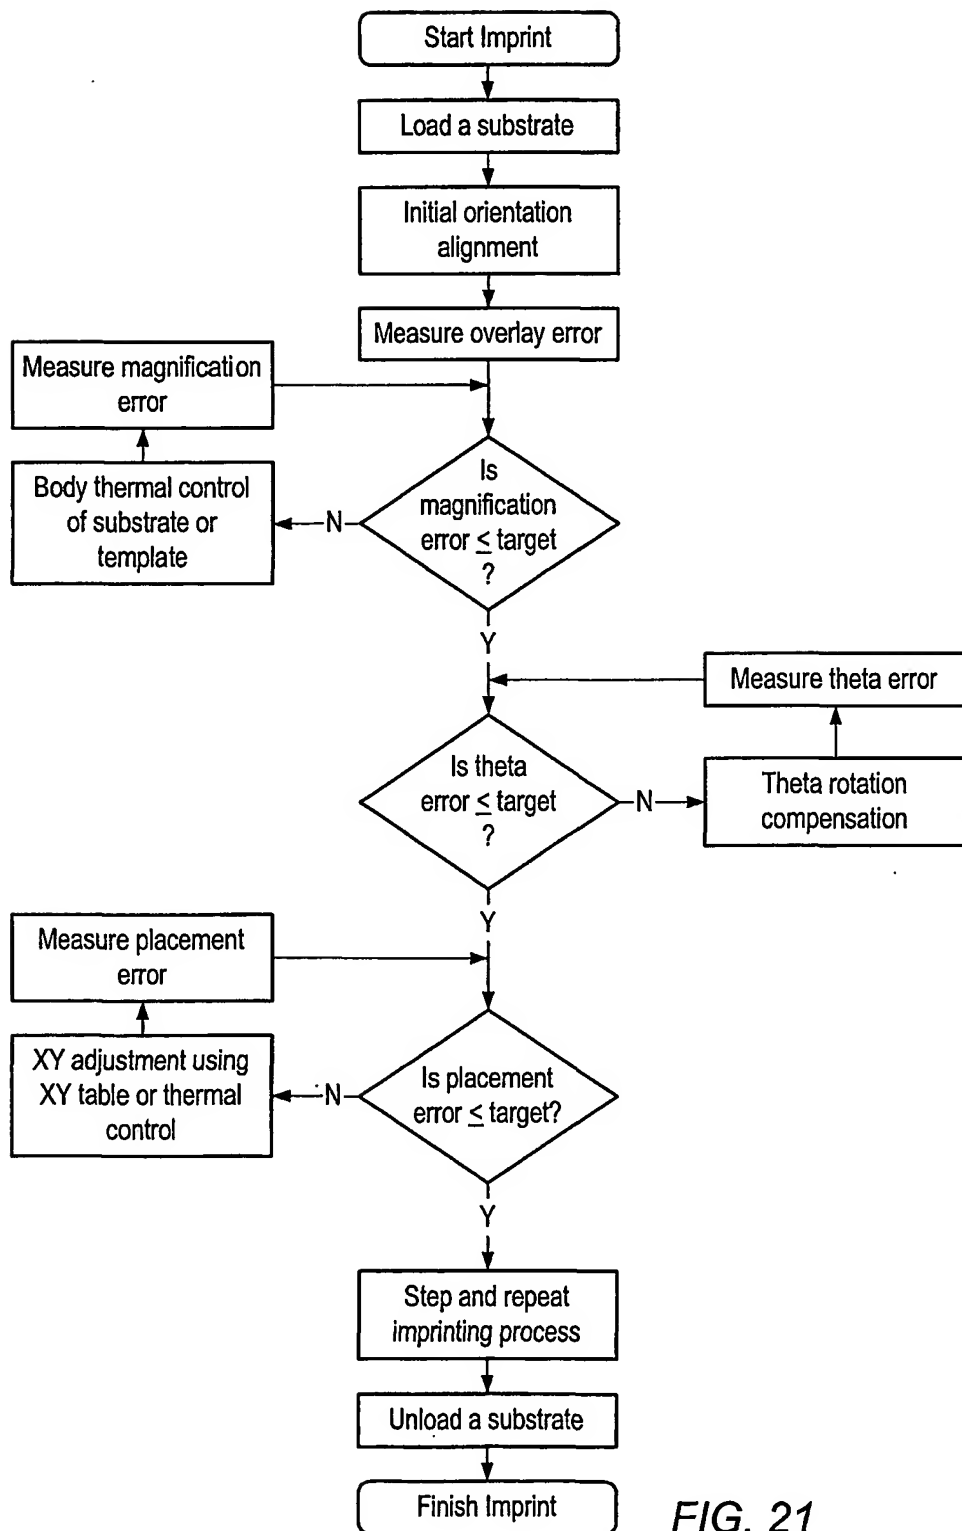 Start Imprint
Load a substrate
Initial orientation
alignment
Measure overlay error
Measure magnification
error
Body thermal control
of substrate or
template
N
Is
magnification
error ≤ target
?
Y
Measure theta error
Is theta
error ≤ target
?
N
Theta rotation
compensation
Y
Measure placement
error
XY adjustment using
XY table or thermal
control
N
Is placement
error ≤ target?
Y
Step and repeat
imprinting process
Unload a substrate
Finish Imprint
FIG. 21